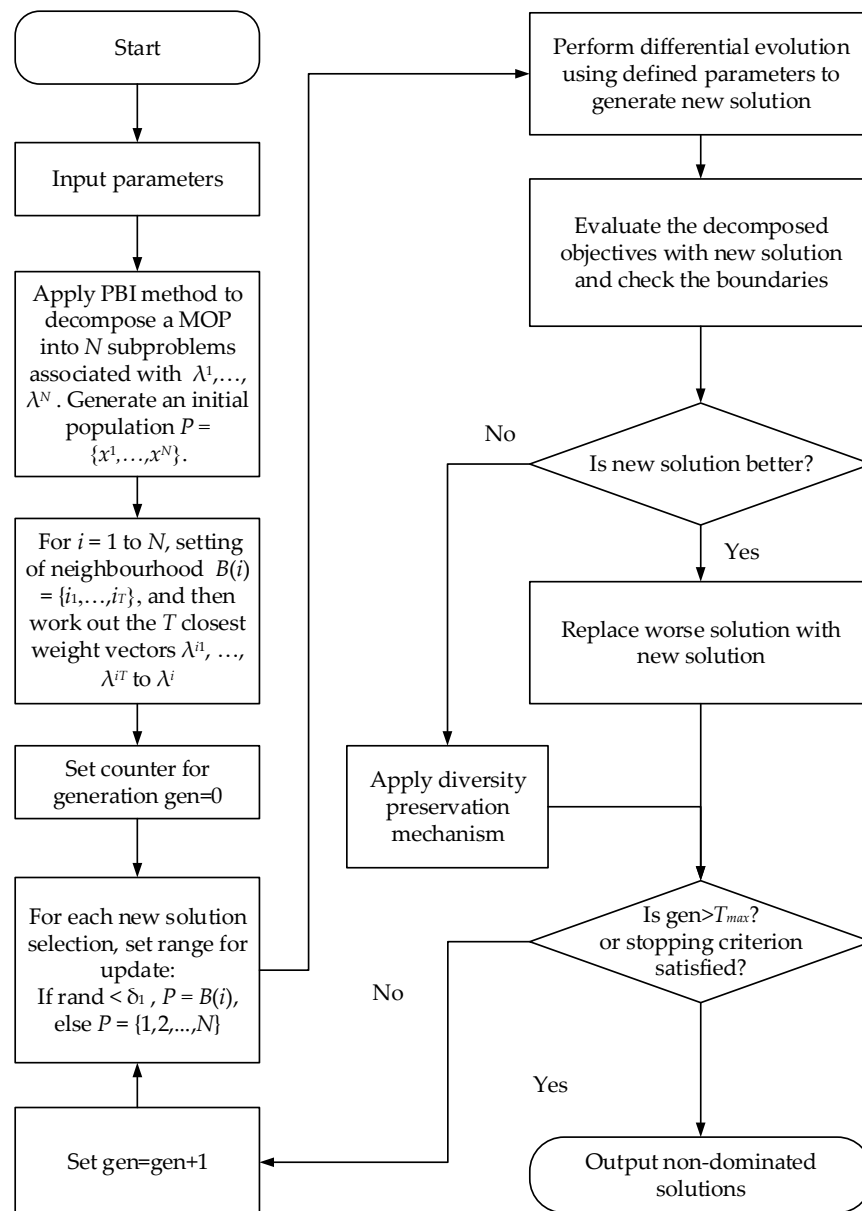 Start
Input parameters
Apply PBI method to
decompose a MOP
into N subproblems
associated with λ¹,…,
λᴺ . Generate an initial
population P =
{x¹,…,xᴺ}.
For i = 1 to N, setting
of neighbourhood B(i)
= {i₁,…,i_T}, and then
work out the T closest
weight vectors λ^i1, …,
λ^iT to λ^i
Set counter for
generation gen=0
For each new solution
selection, set range for
update:
If rand < δ₁ , P = B(i),
else P = {1,2,...,N}
Set gen=gen+1
Perform differential evolution
using defined parameters to
generate new solution
Evaluate the decomposed
objectives with new solution
and check the boundaries
No
Is new solution better?
Yes
Replace worse solution with
new solution
Apply diversity
preservation
mechanism
Is gen>T_max?
or stopping criterion
satisfied?
No
Yes
Output non-dominated
solutions